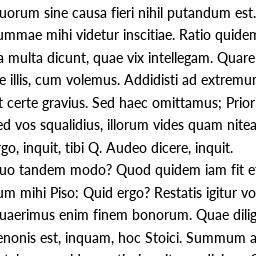 uorum sine causa fieri nihil putandum est.
ummae mihi videtur inscitiae. Ratio quidem
a multa dicunt, quae vix intellegam. Quare
e illis, cum volemus. Addidisti ad extremum
t certe gravius. Sed haec omittamus; Prior
ed vos squalidius, illorum vides quam nitea
rgo, inquit, tibi Q. Audeo dicere, inquit.
uo tandem modo? Quod quidem iam fit e
um mihi Piso: Quid ergo? Restatis igitur vo
uaerimus enim finem bonorum. Quae dilig
enonis est, inquam, hoc Stoici. Summum a